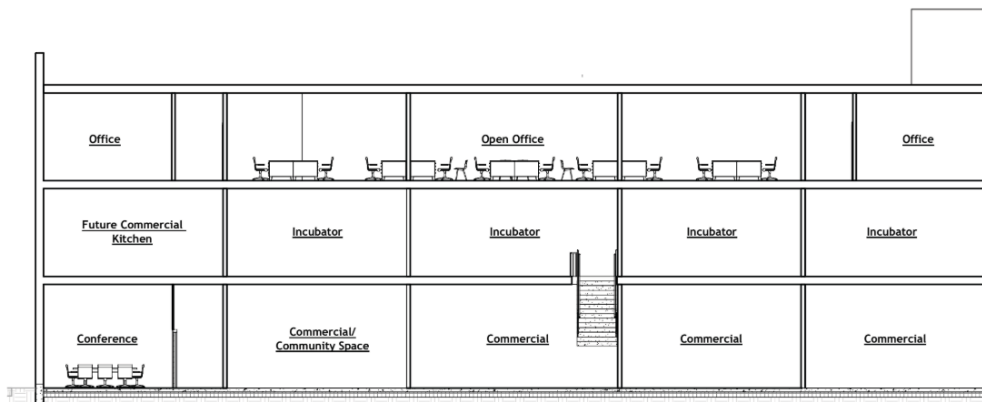 Office
Open Office
Office
Future Commercial
Kitchen
Incubator
Incubator
Incubator
Incubator
Conference
Commercial/
Community Space
Commercial
Commercial
Commercial